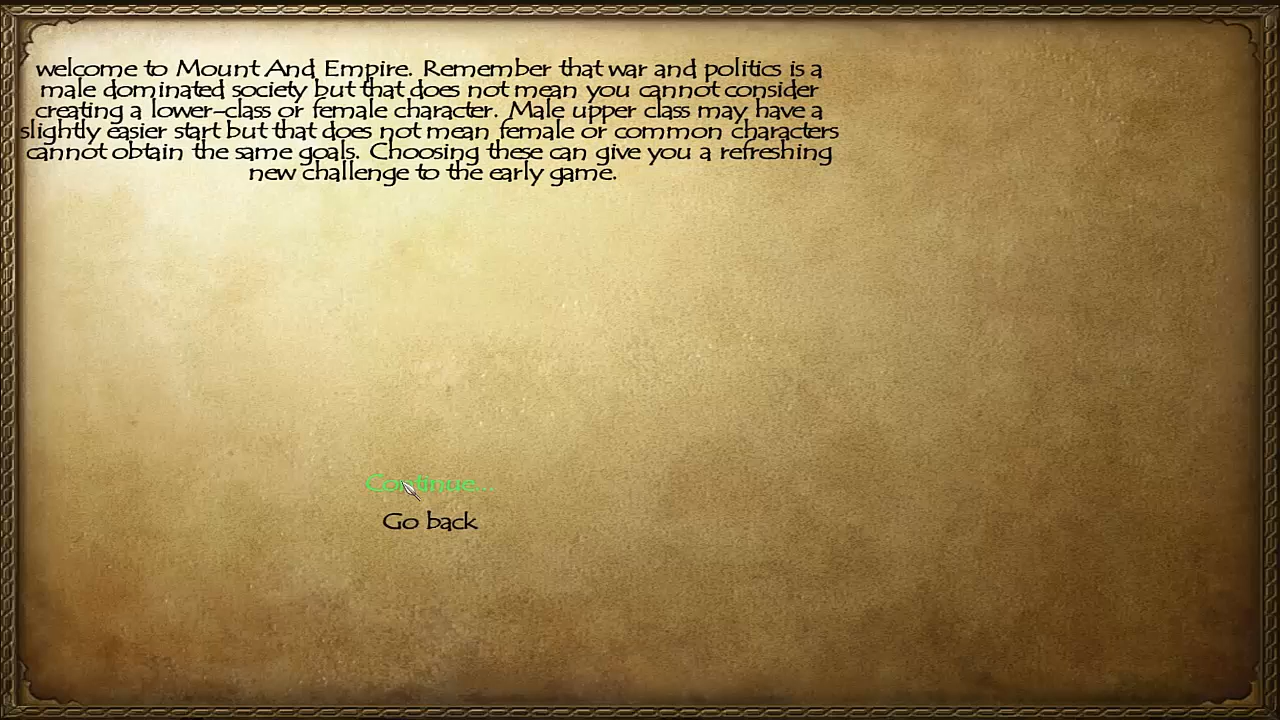 welcome to Mount And Empire. Remember that war and politics is a
male dominated society but that does not mean you cannot consider
creating a lower-class or female character. Male upper class may have a
slightly easier start but that does not mean female or common characters
cannot obtain the same goals. Choosing these can give you a refreshing
new challenge to the early game.
Continue...
Go back